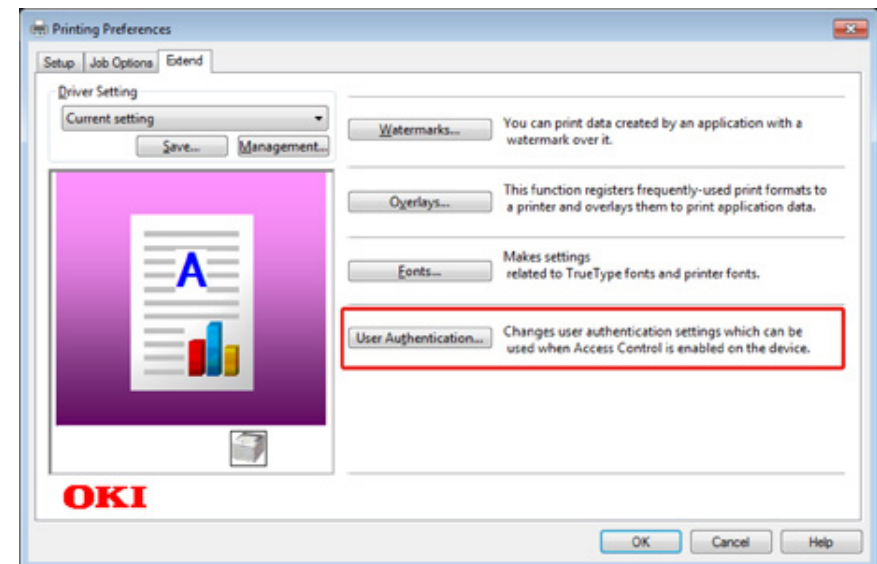 Printing Preferences
Setup
Job Options
Extend
Driver Setting
Current setting
Save...
Management...
A
OKI
Watermarks...
You can print data created by an application with a
watermark over it.
Overlays...
This function registers frequently-used print formats to
a printer and overlays them to print application data.
Fonts...
Makes settings
related to TrueType fonts and printer fonts.
User Authentication...
Changes user authentication settings which can be
used when Access Control is enabled on the device.
OK
Cancel
Help